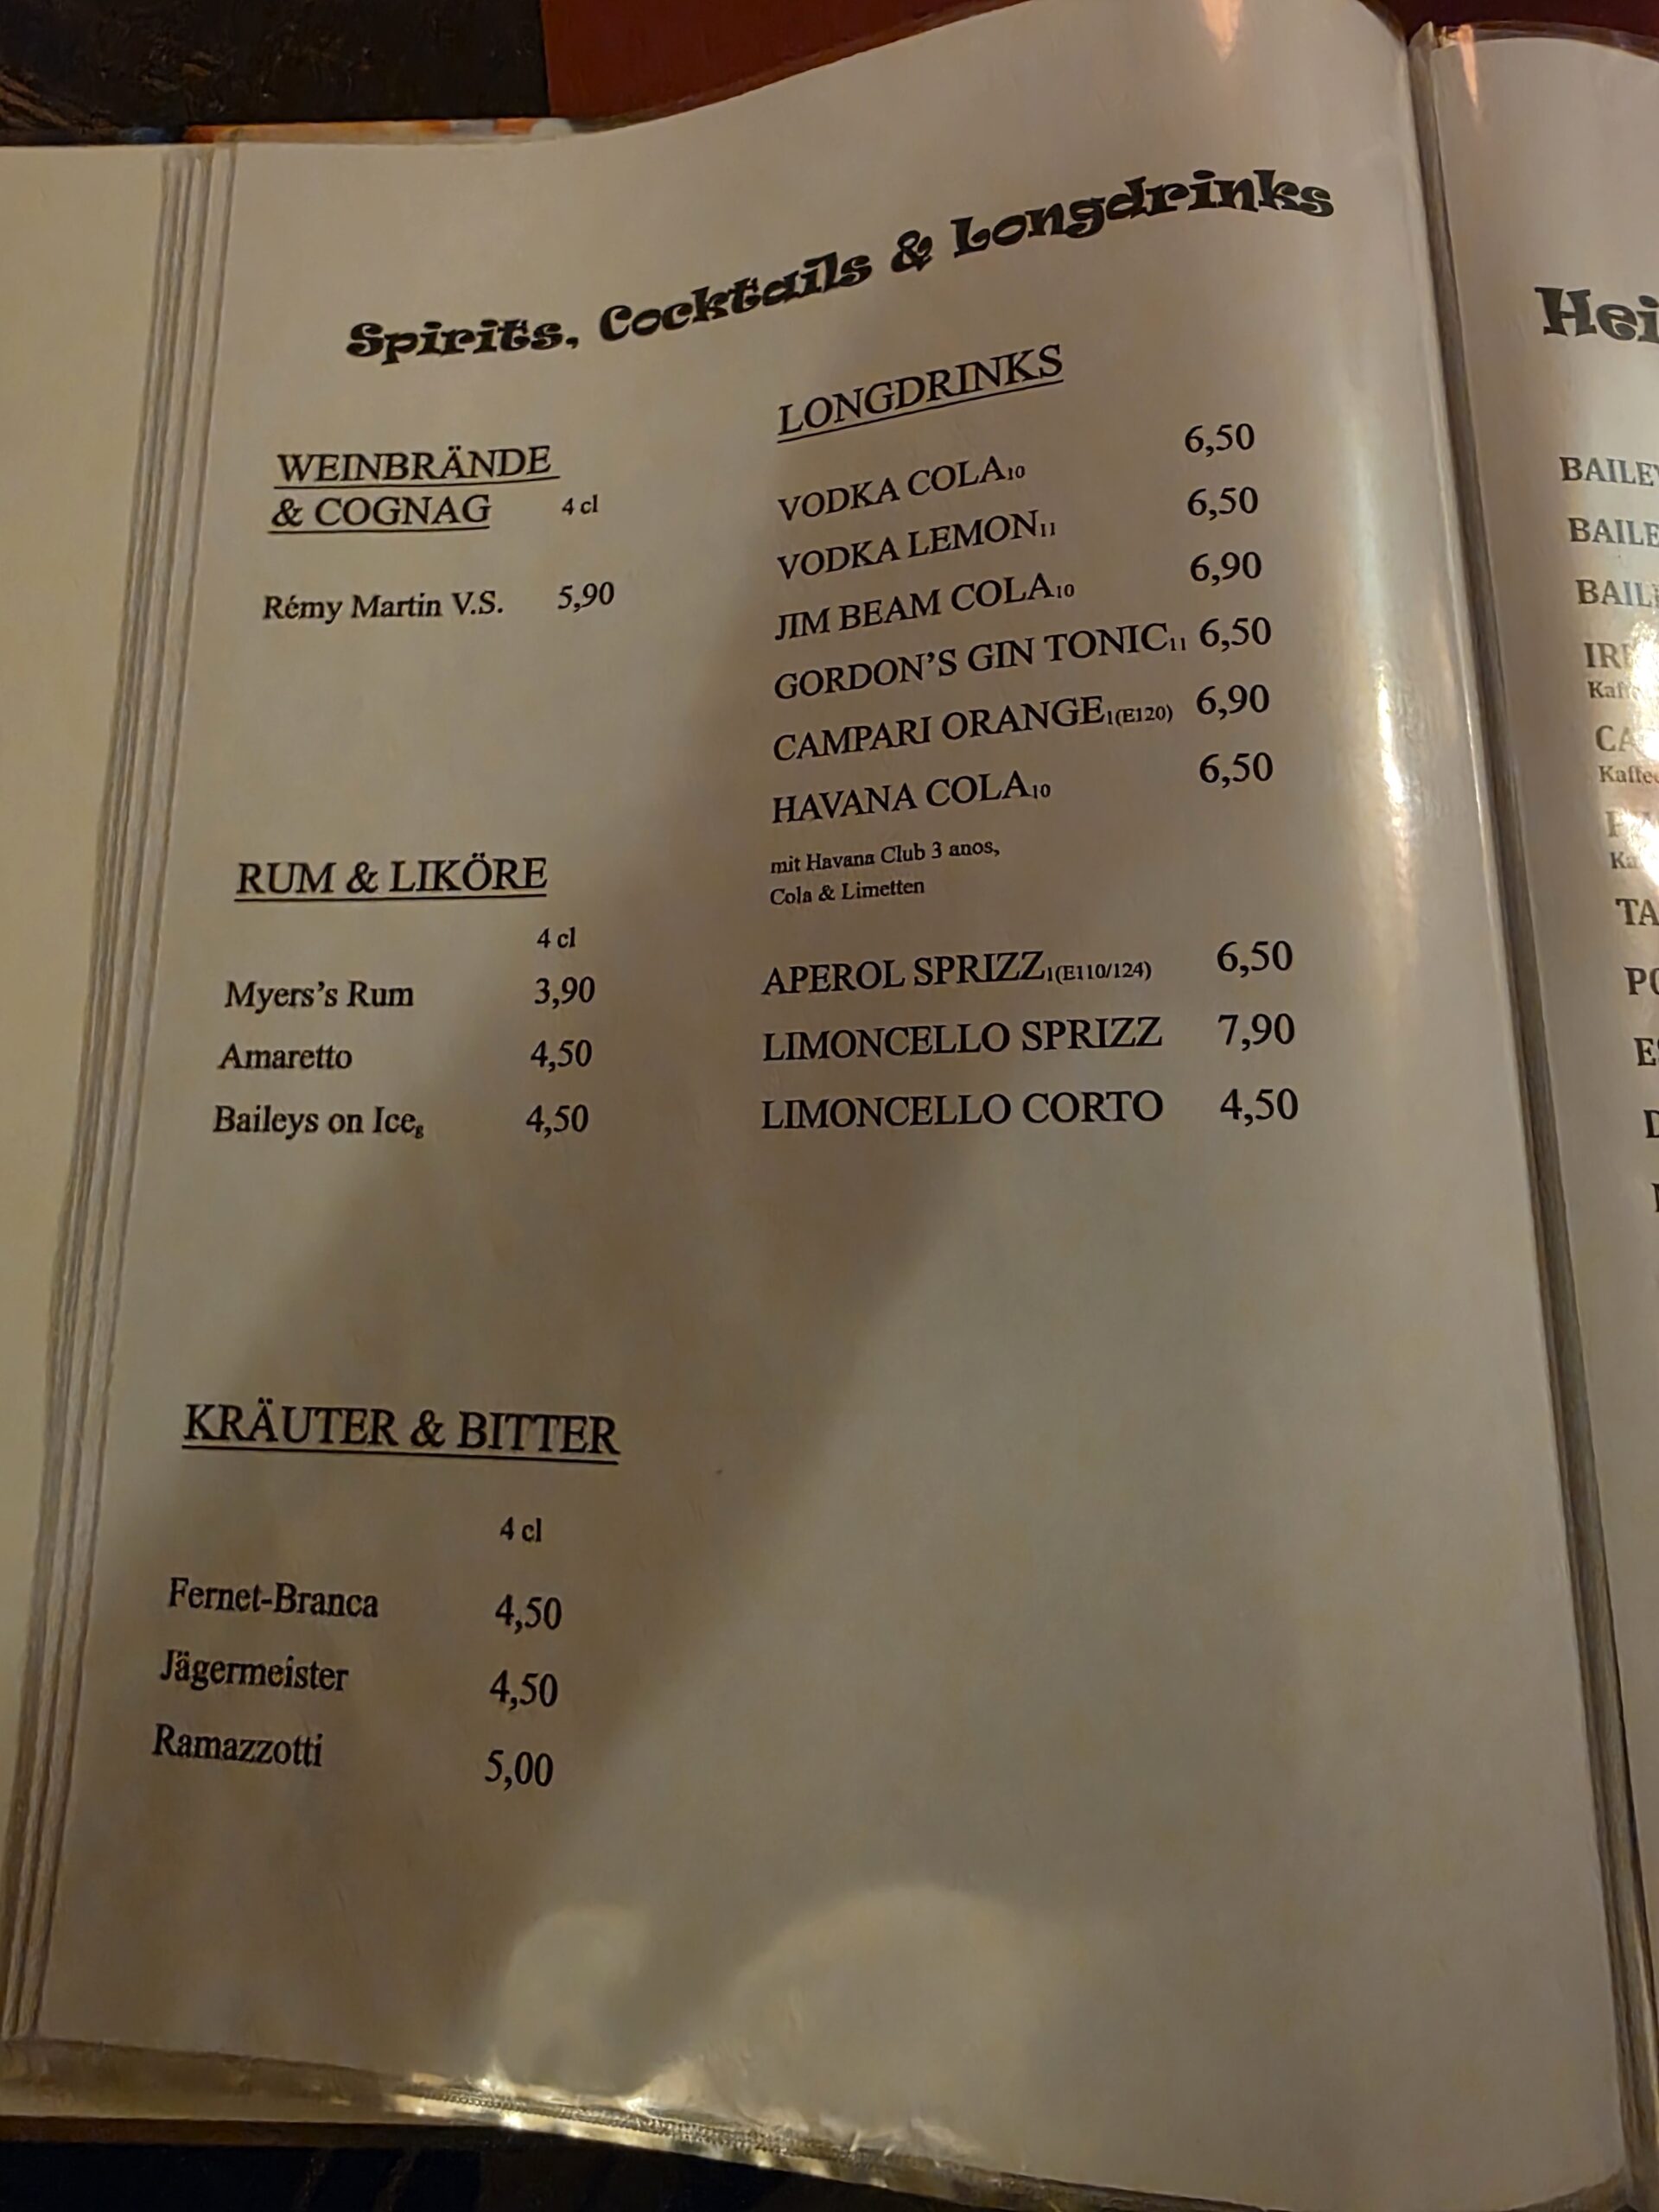 Spirits, Cocktails & Longdrinks
WEINBRÄNDE
& COGNAG 4 cl
Rémy Martin V.S. 5,90
RUM & LIKÖRE
4 cl
Myers's Rum 3,90
Amaretto 4,50
Baileys on Ice8 4,50
KRÄUTER & BITTER
4 cl
Fernet-Branca 4,50
Jägermeister 4,50
Ramazzotti 5,00
LONGDRINKS
VODKA COLA10 6,50
VODKA LEMON11 6,50
JIM BEAM COLA10 6,90
GORDON'S GIN TONIC11 6,50
CAMPARI ORANGE1(E120) 6,90
HAVANA COLA10 6,50
mit Havana Club 3 anos,
Cola & Limetten
APEROL SPRIZZ1(E110/124) 6,50
LIMONCELLO SPRIZZ 7,90
LIMONCELLO CORTO 4,50